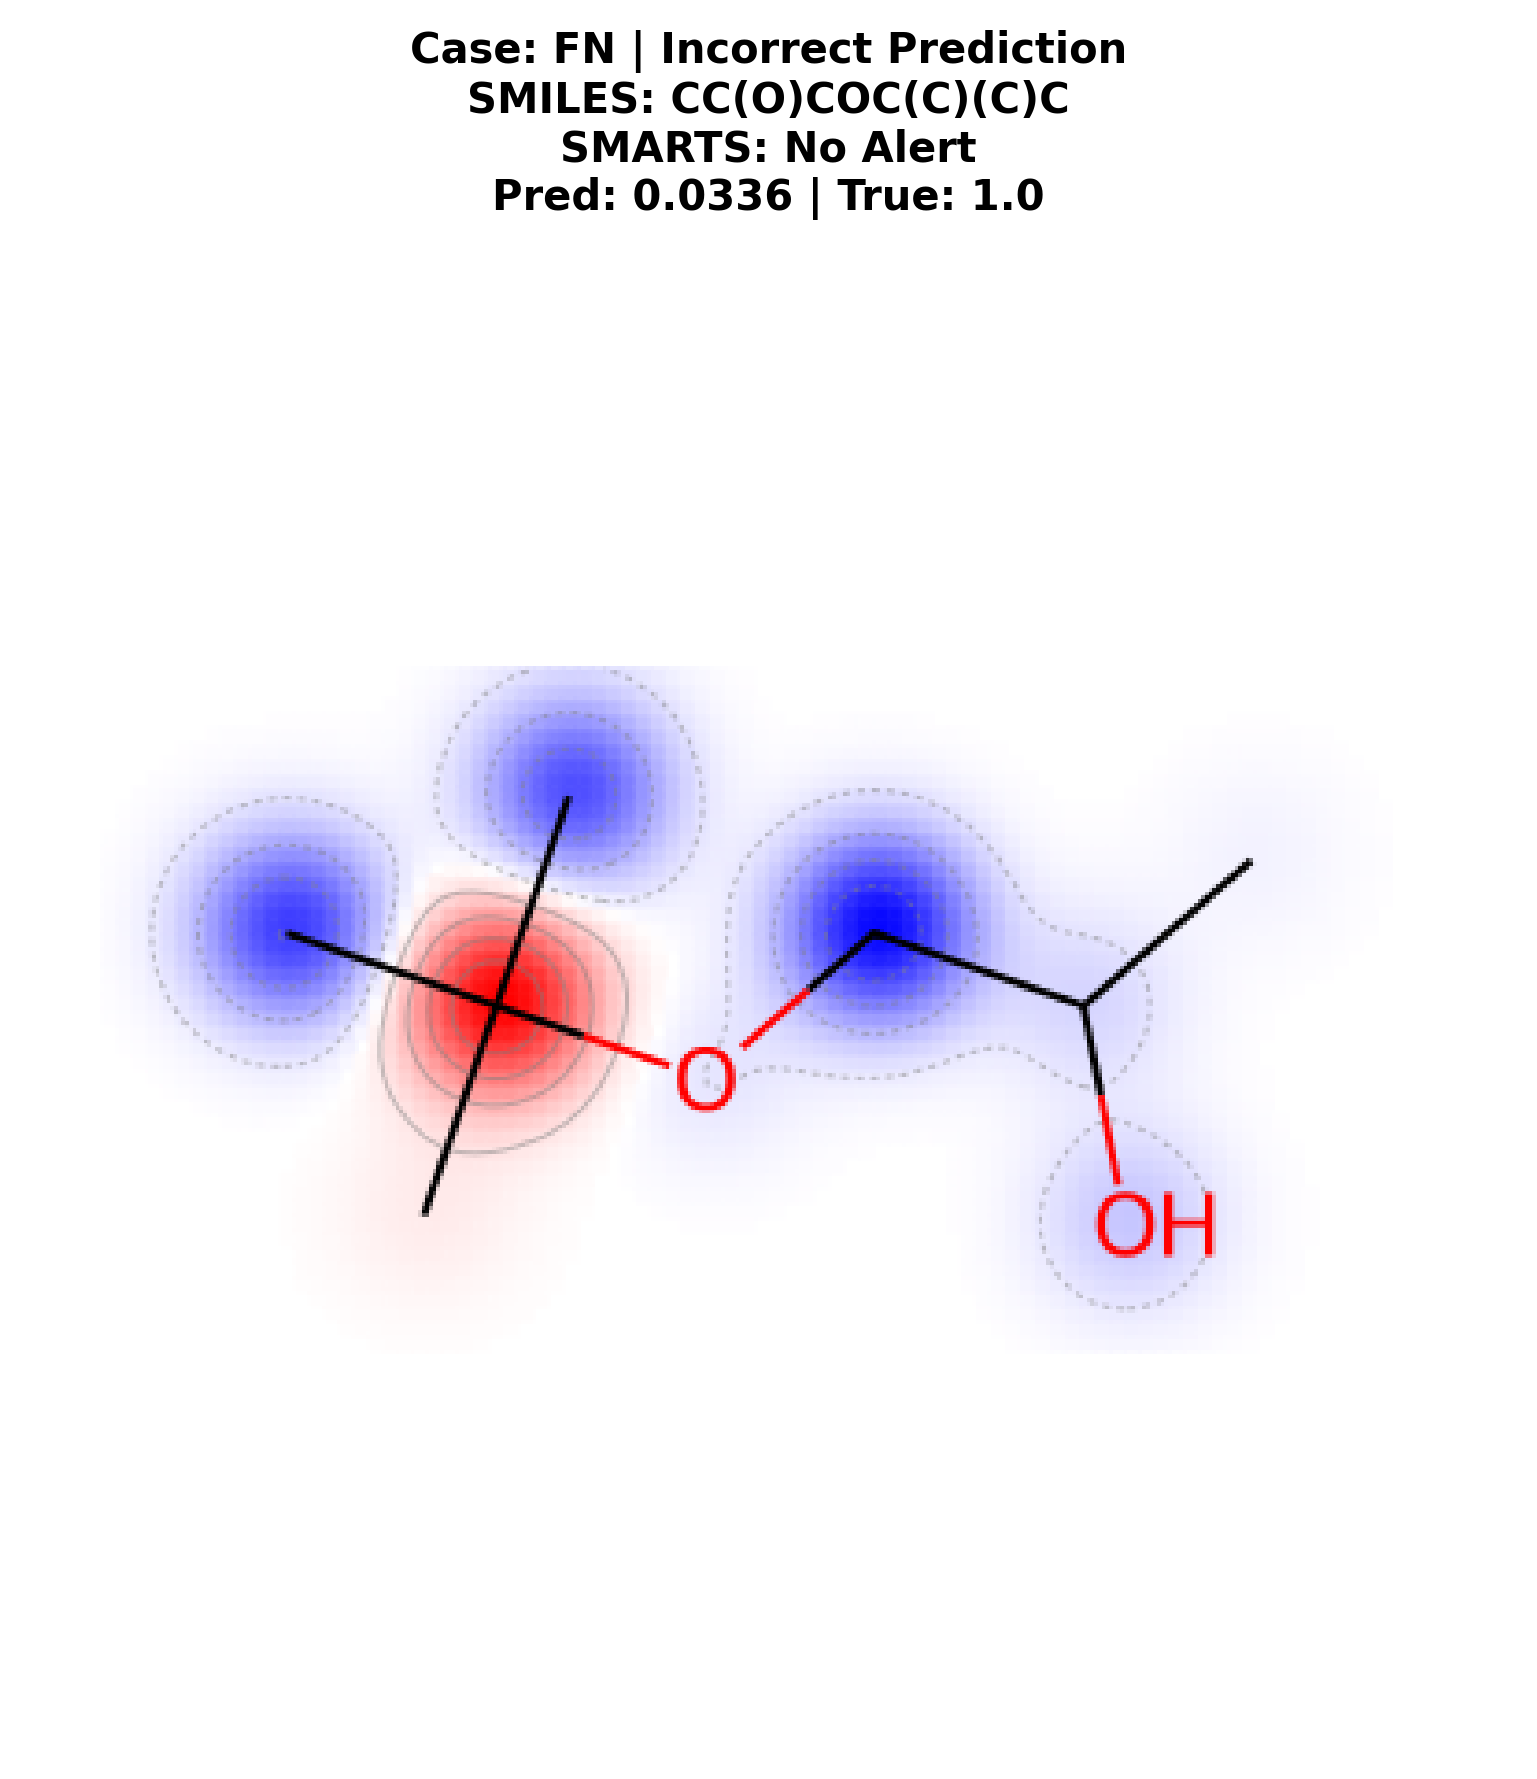 Case: FN | Incorrect Prediction
SMILES: CC(O)COC(C)(C)C
SMARTS: No Alert
Pred: 0.0336 | True: 1.0
O
OH